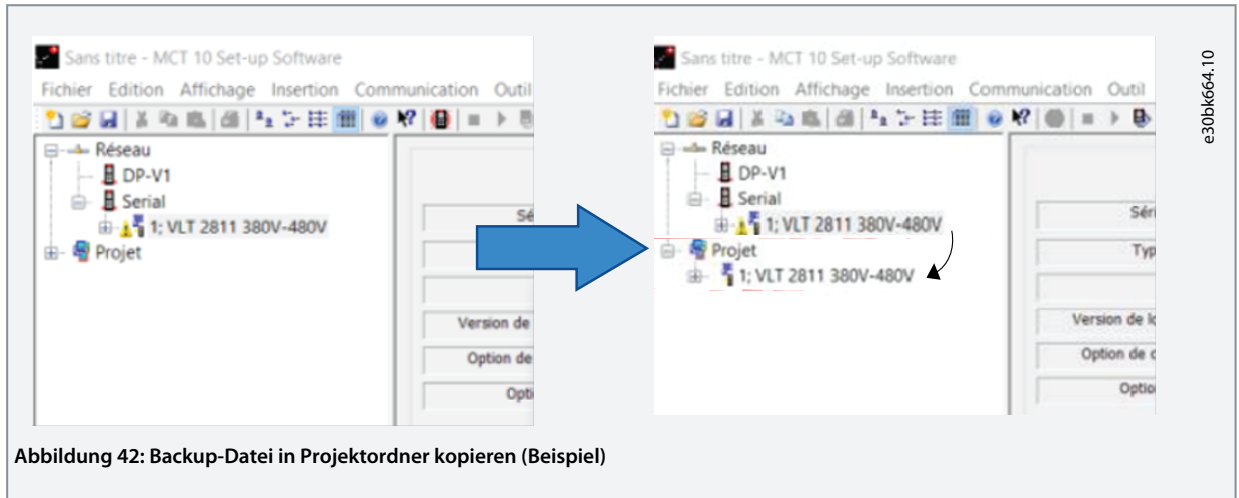 Sans titre - MCT 10 Set-up Software
Fichier Edition Affichage Insertion Communication Outil
Réseau
DP-V1
Serial
1; VLT 2811 380V-480V
Projet
Version de
Option de
Sans titre - MCT 10 Set-up Software
Fichier Edition Affichage Insertion Communication Outil
Réseau
DP-V1
Serial
1; VLT 2811 380V-480V
Projet
1; VLT 2811 380V-480V
Séri
Typ
Version de lo
Option de c
Optio
e30bk664.10
Abbildung 42: Backup-Datei in Projektordner kopieren (Beispiel)